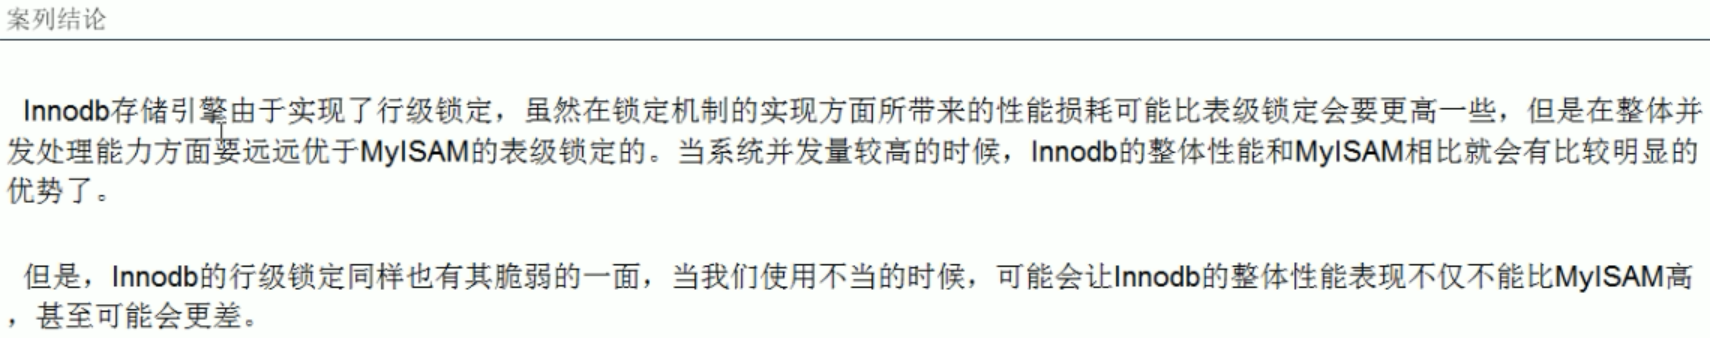 案列结论
Innodb存储引擎由于实现了行级锁定，虽然在锁定机制的实现方面所带来的性能损耗可能比表级锁定会要更高一些，但是在整体并
发处理能力方面要远远优于MyISAM的表级锁定的。当系统并发量较高的时候，Innodb的整体性能和MyISAM相比就会有比较明显的
优势了。
但是，Innodb的行级锁定同样也有其脆弱的一面，当我们使用不当的时候，可能会让Innodb的整体性能表现不仅不能比MyISAM高
，甚至可能会更差。